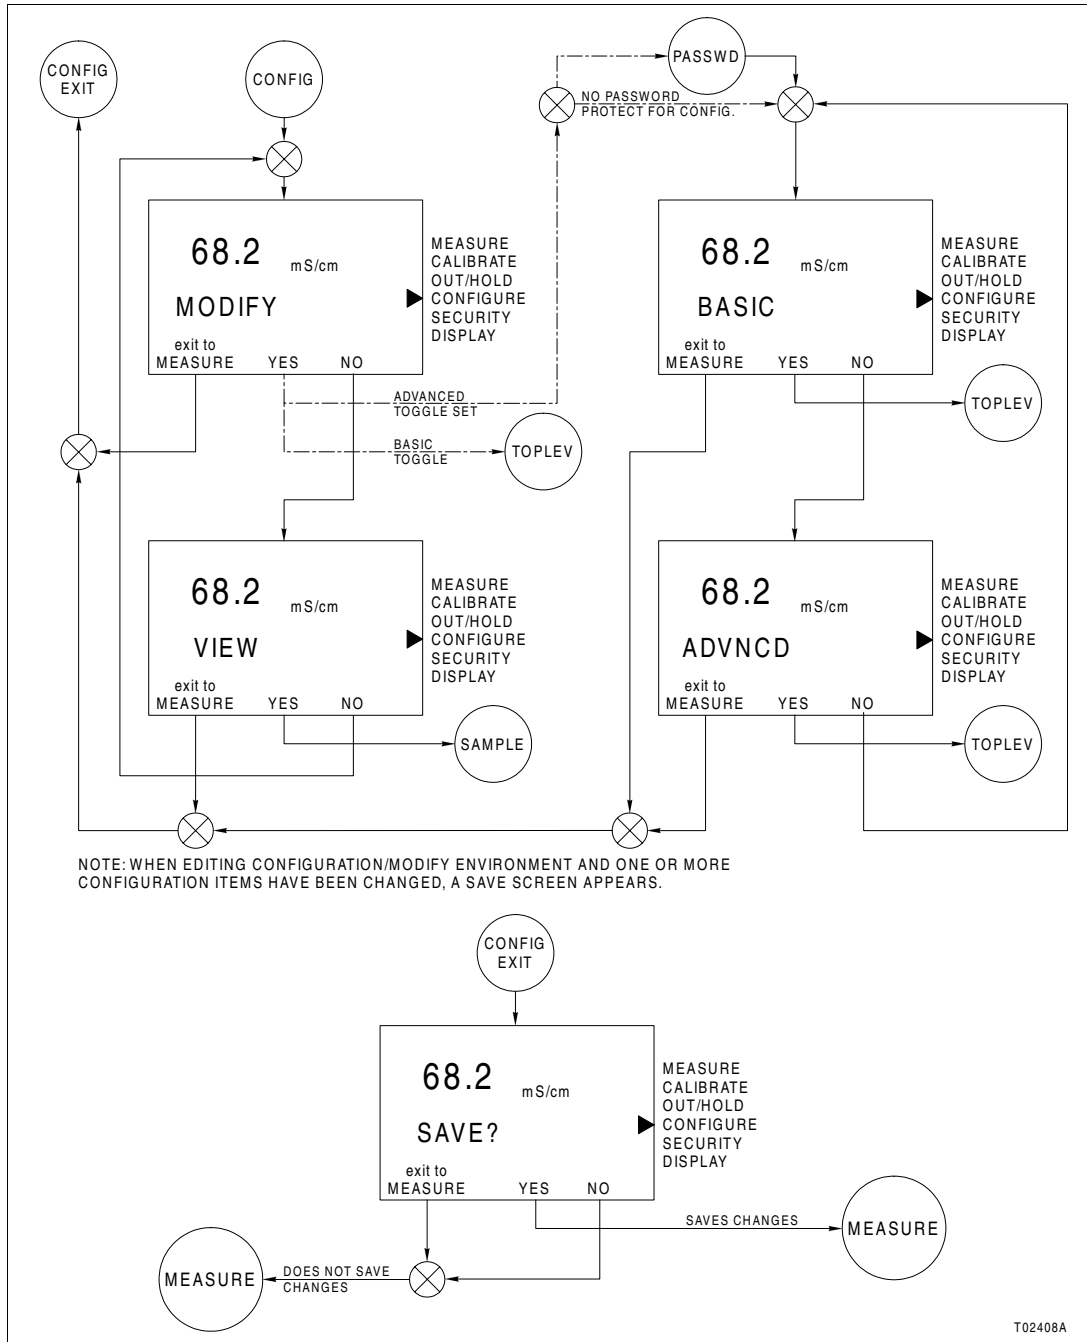 CONFIG
EXIT
CONFIG
PASSWD
NO PASSWORD
PROTECT FOR CONFIG.
68.2
mS/cm
MODIFY
exit to
MEASURE YES NO
MEASURE
CALIBRATE
OUT/HOLD
CONFIGURE
SECURITY
DISPLAY
68.2
mS/cm
BASIC
exit to
MEASURE YES NO
MEASURE
CALIBRATE
OUT/HOLD
CONFIGURE
SECURITY
DISPLAY
ADVANCED
TOGGLE SET
BASIC
TOGGLE
TOPLEV
TOPLEV
68.2
mS/cm
VIEW
exit to
MEASURE YES NO
MEASURE
CALIBRATE
OUT/HOLD
CONFIGURE
SECURITY
DISPLAY
SAMPLE
68.2
mS/cm
ADVNCD
exit to
MEASURE YES NO
MEASURE
CALIBRATE
OUT/HOLD
CONFIGURE
SECURITY
DISPLAY
TOPLEV
NOTE: WHEN EDITING CONFIGURATION/MODIFY ENVIRONMENT AND ONE OR MORE
CONFIGURATION ITEMS HAVE BEEN CHANGED, A SAVE SCREEN APPEARS.
CONFIG
EXIT
68.2
mS/cm
SAVE?
exit to
MEASURE YES NO
MEASURE
CALIBRATE
OUT/HOLD
CONFIGURE
SECURITY
DISPLAY
SAVES CHANGES
MEASURE
MEASURE
DOES NOT SAVE
CHANGES
T02408A